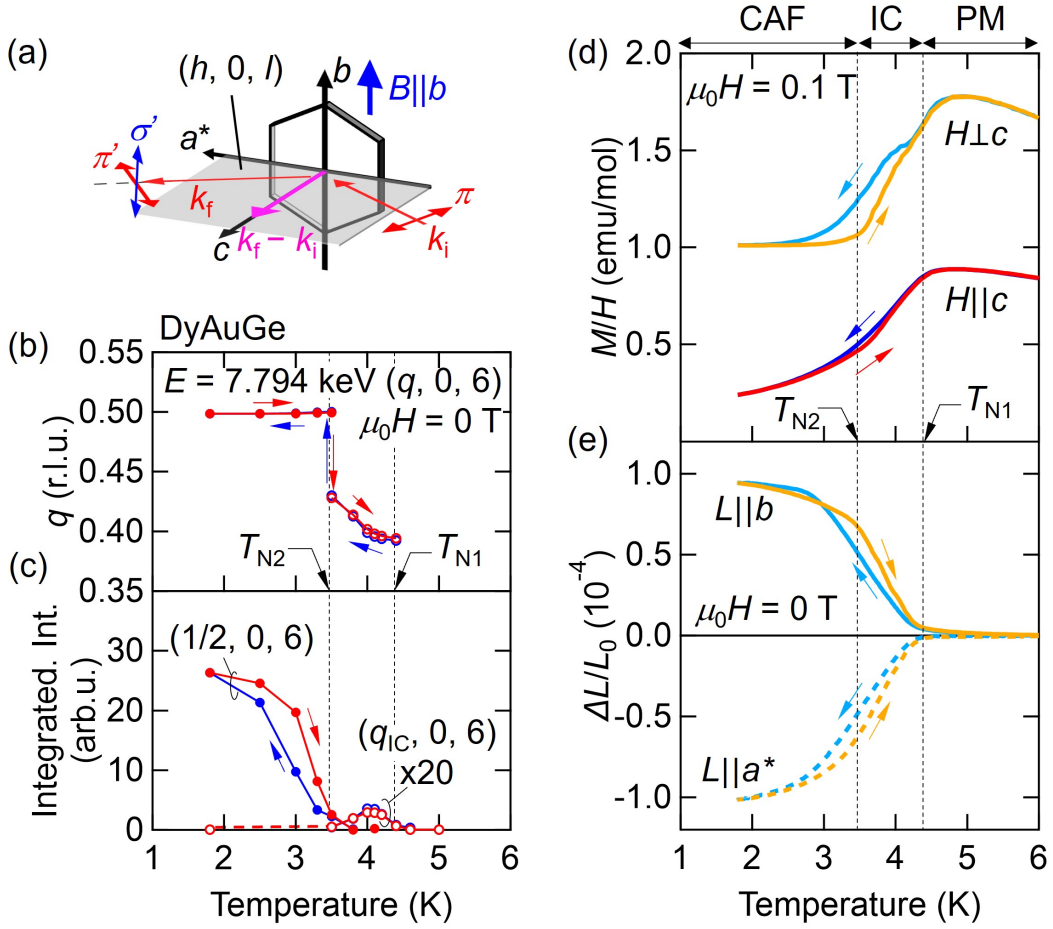 (a)
(h, 0, l)
b
B||b
a*
σ'
π'
k_f
c
k_f − k_i
π
k_i
(b)
DyAuGe
E = 7.794 keV (q, 0, 6)
μ₀H = 0 T
0.55
0.50
0.45
0.40
0.35
q (r.l.u.)
T_N2
T_N1
(c)
(1/2, 0, 6)
(q_IC, 0, 6)
x20
30
20
10
0
Integrated. Int.
(arb.u.)
1 2 3 4 5 6
Temperature (K)
CAF IC PM
(d)
μ₀H = 0.1 T
H⊥c
H||c
2.0
1.5
1.0
0.5
M/H (emu/mol)
T_N2
T_N1
(e)
L||b
μ₀H = 0 T
L||a*
1.0
0.5
0.0
-0.5
-1.0
ΔL/L₀ (10⁻⁴)
1 2 3 4 5 6
Temperature (K)